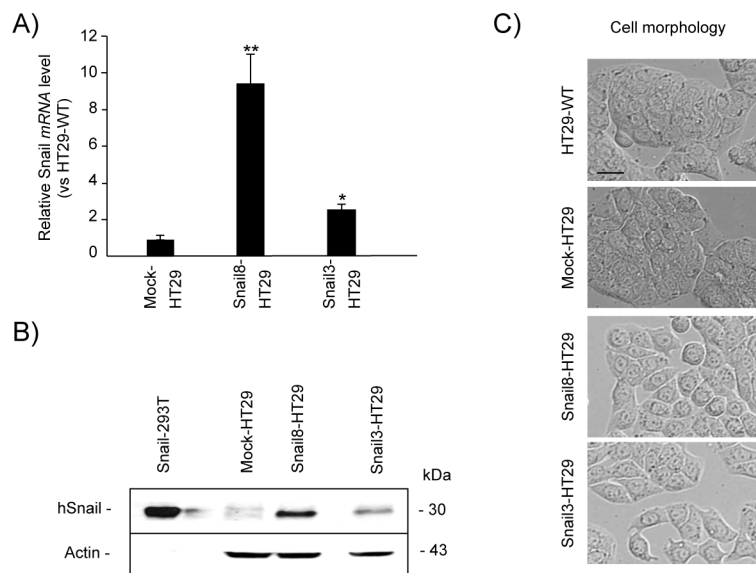 A)
Relative Snail mRNA level
(vs HT29-WT)
12
10
8
6
4
2
0
**
*
Mock-
HT29
Snail8-
HT29
Snail3-
HT29
B)
Snail-293T
Mock-HT29
Snail8-HT29
Snail3-HT29
kDa
hSnail -
- 30
Actin -
- 43
C)
Cell morphology
HT29-WT
Mock-HT29
Snail8-HT29
Snail3-HT29